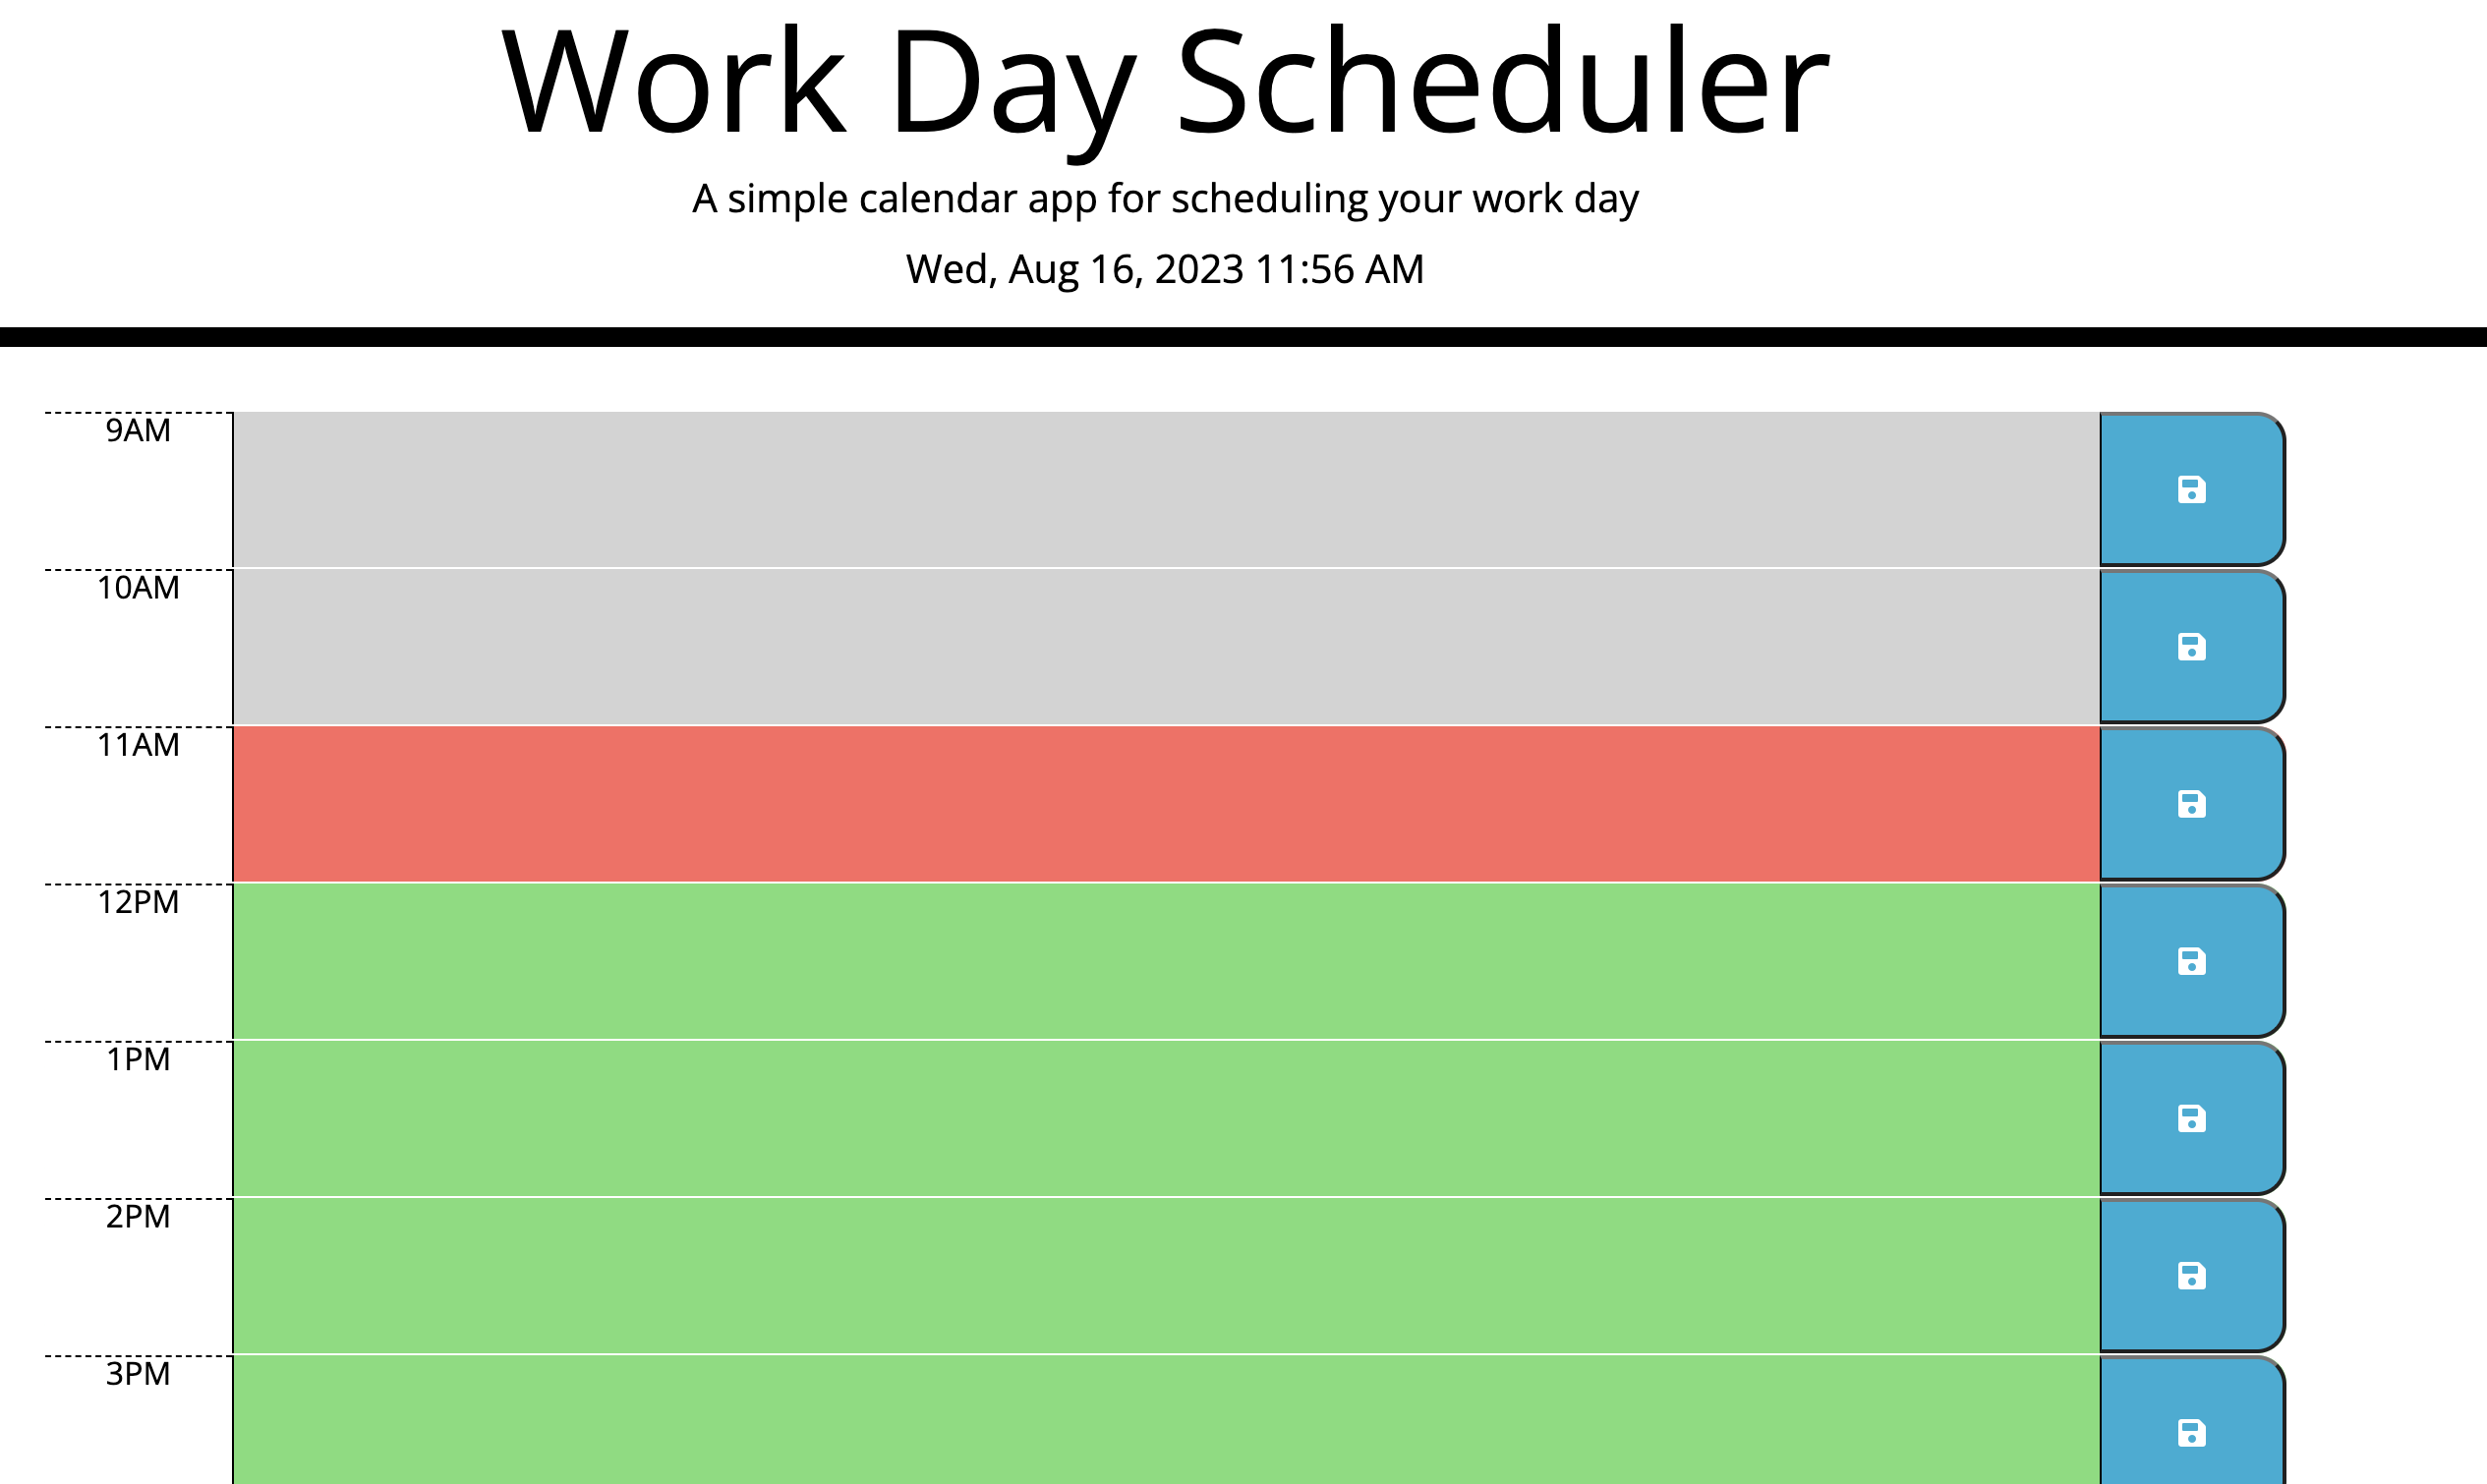 Work Day Scheduler
A simple calendar app for scheduling your work day
Wed, Aug 16, 2023 11:56 AM
9AM
10AM
11AM
12PM
1PM
2PM
3PM